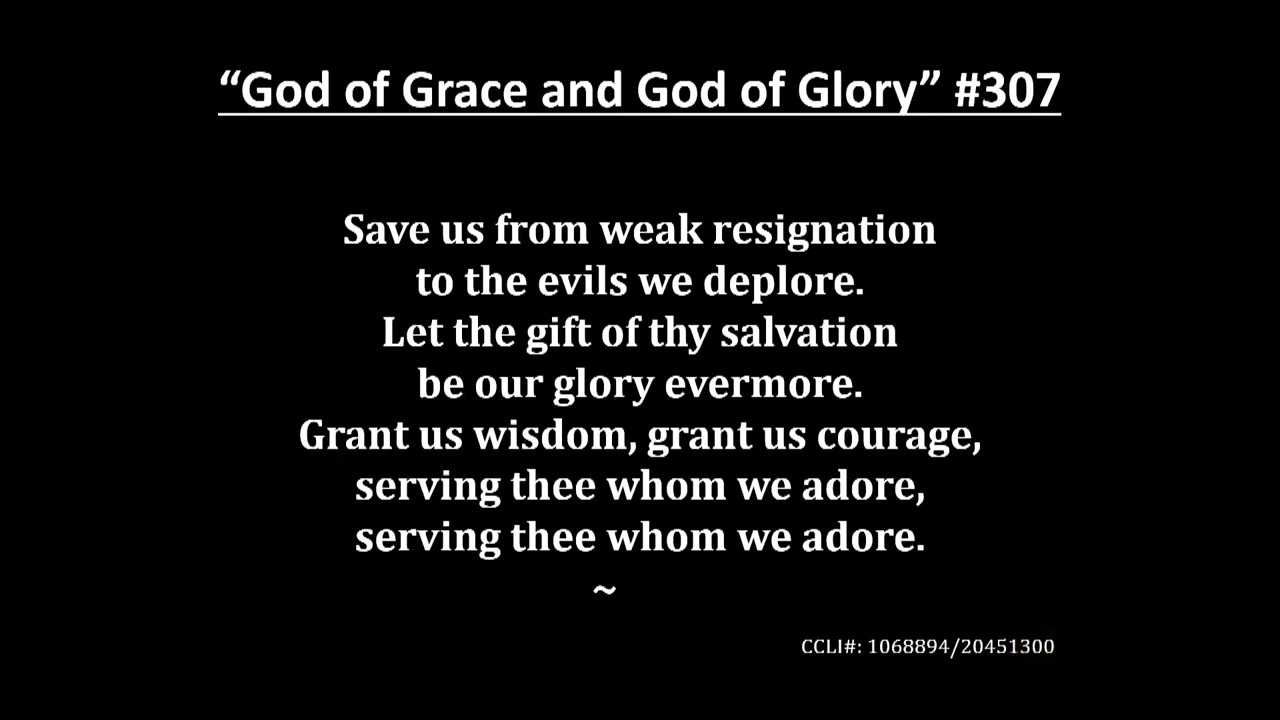 “God of Grace and God of Glory” #307
Save us from weak resignation
to the evils we deplore.
Let the gift of thy salvation
be our glory evermore.
Grant us wisdom, grant us courage,
serving thee whom we adore,
serving thee whom we adore.
~
CCLI#: 1068894/20451300